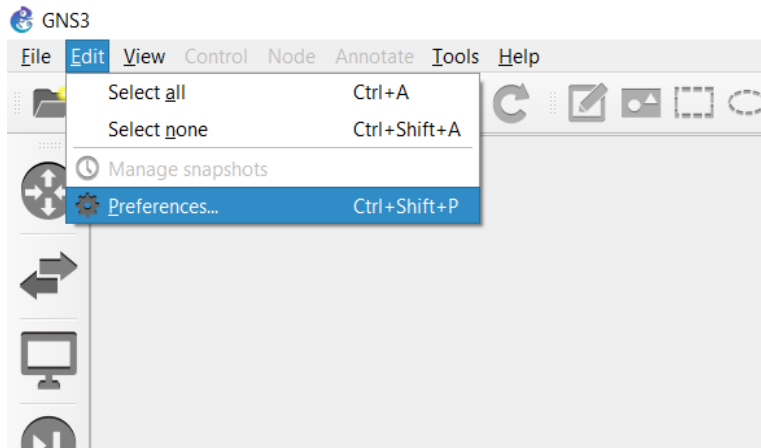 GNS3
File Edit View Control Node Annotate Tools Help
Select all Ctrl+A
Select none Ctrl+Shift+A
Manage snapshots
Preferences... Ctrl+Shift+P